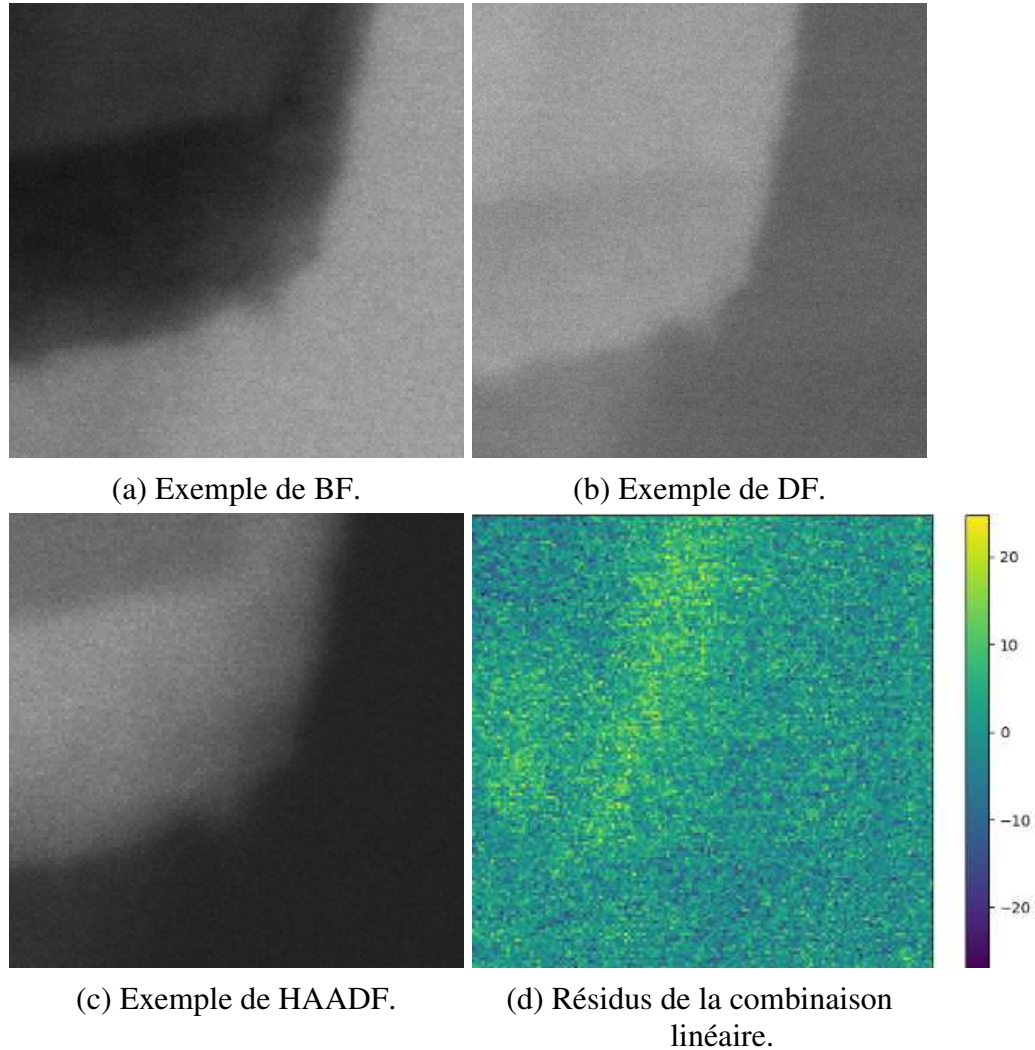 (a) Exemple de BF.
(b) Exemple de DF.
20
10
0
−10
−20
(c) Exemple de HAADF.
(d) Résidus de la combinaison
linéaire.